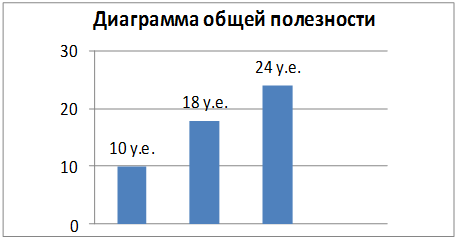 Диаграмма общей полезности
30
24 у.е.
18 у.е.
20
10 у.е.
10
0